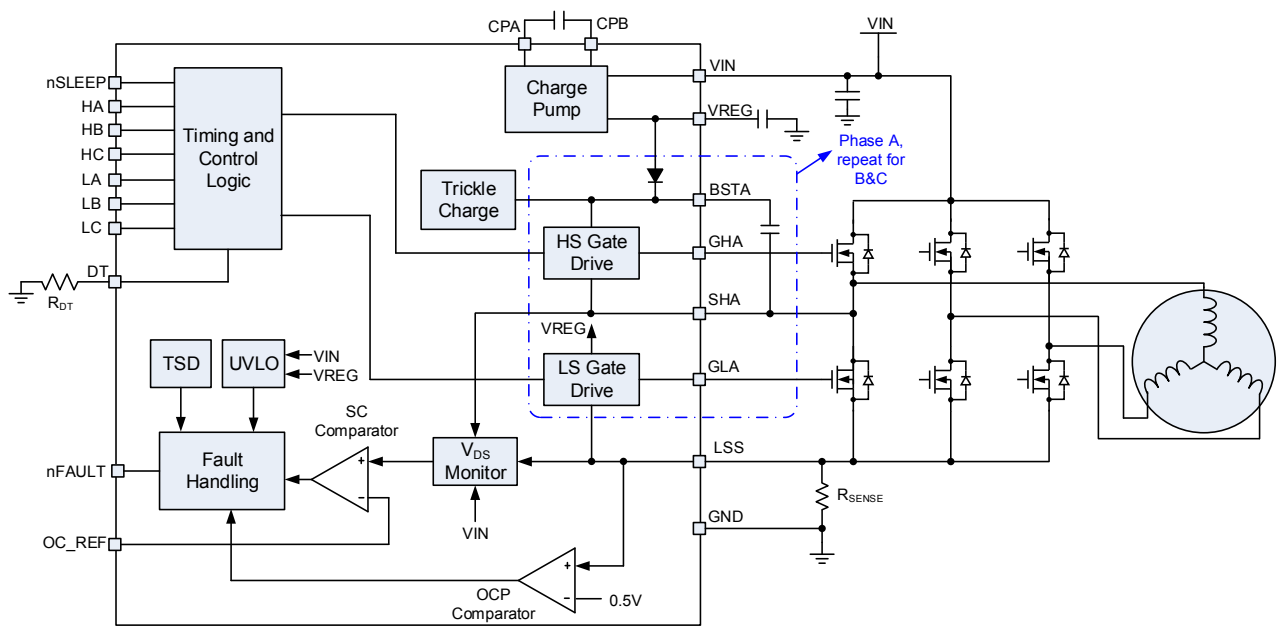 CPA
CPB
VIN
nSLEEP
HA
HB
HC
LA
LB
LC
DT
RDT
Timing and
Control
Logic
Charge
Pump
VIN
VREG
Phase A,
repeat for
B&C
Trickle
Charge
BSTA
HS Gate
Drive
GHA
SHA
VREG
LS Gate
Drive
GLA
TSD
UVLO
VIN
VREG
SC
Comparator
Fault
Handling
nFAULT
VDS
Monitor
VIN
LSS
RSENSE
GND
OC_REF
OCP
Comparator
0.5V
+
–
+
–